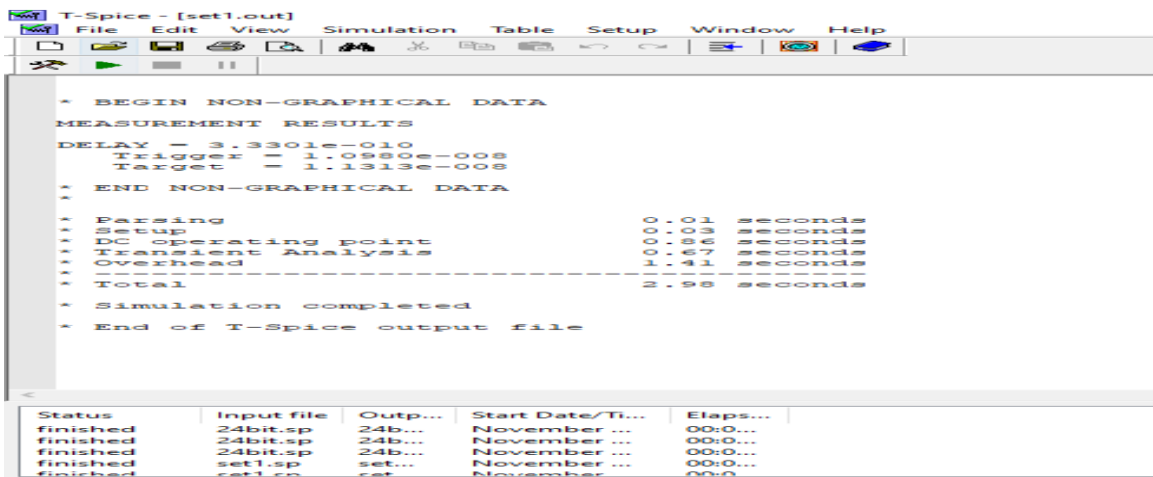 T-Spice - [set1.out]
File Edit View Simulation Table Setup Window Help
* BEGIN NON-GRAPHICAL DATA
MEASUREMENT RESULTS
DELAY = 3.3301e-010
Trigger = 1.0980e-008
Target = 1.1313e-008
* END NON-GRAPHICAL DATA
*
* Parsing 0.01 seconds
* Setup 0.03 seconds
* DC operating point 0.86 seconds
* Transient Analysis 0.67 seconds
* Overhead 1.41 seconds
* -----------------------------------------
* Total 2.98 seconds
* Simulation completed
* End of T-Spice output file
Status Input file Outp... Start Date/Ti... Elaps...
finished 24bit.sp 24b... November ... 00:0...
finished 24bit.sp 24b... November ... 00:0...
finished set1.sp set... November ... 00:0...
finished set1.sp set... November ... 00:0...